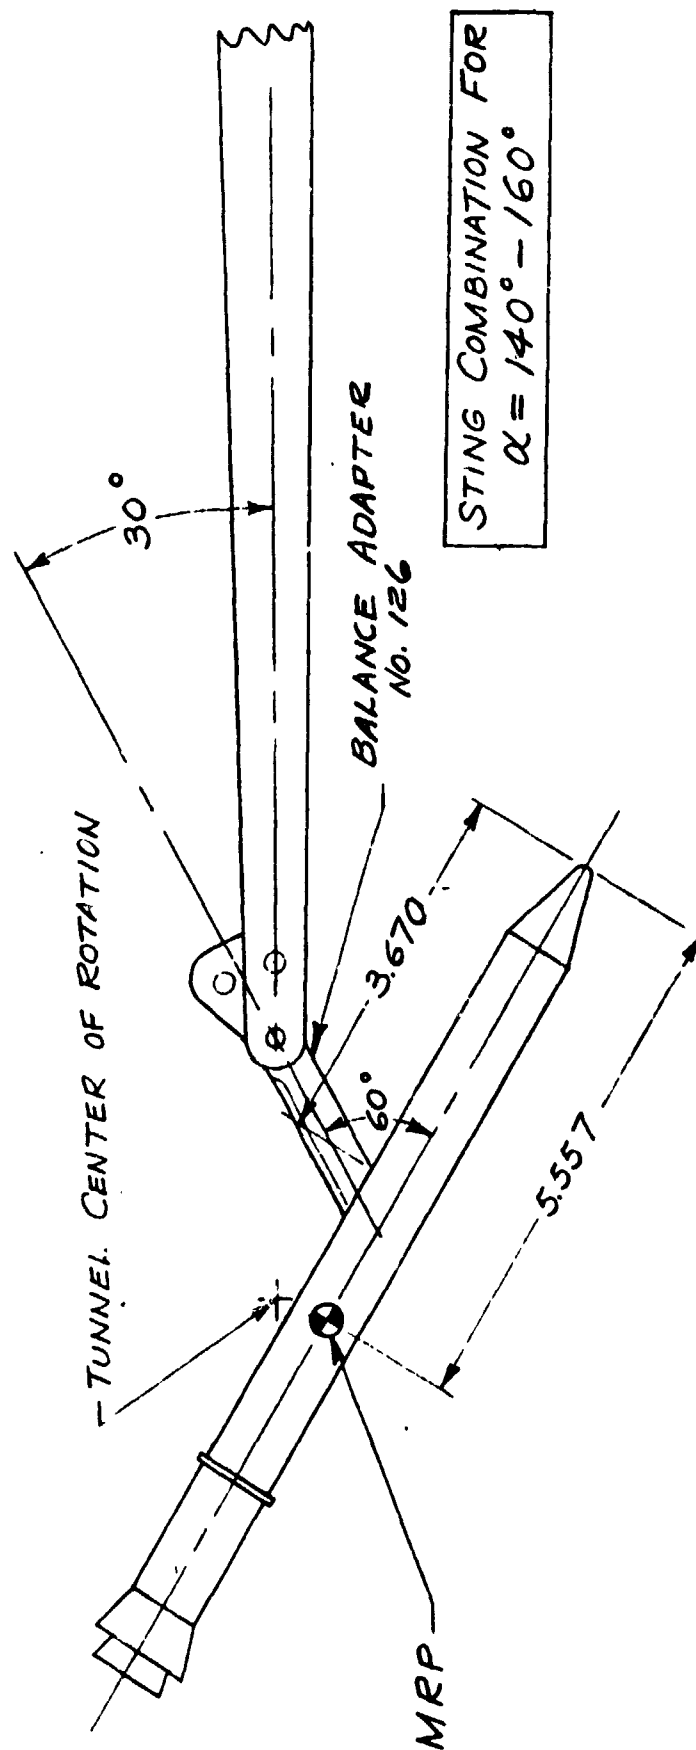 TUNNEL CENTER OF ROTATION
30°
BALANCE ADAPTER
No. 126
3.670
60°
5.557
MRP
STING COMBINATION FOR
α = 140° – 160°